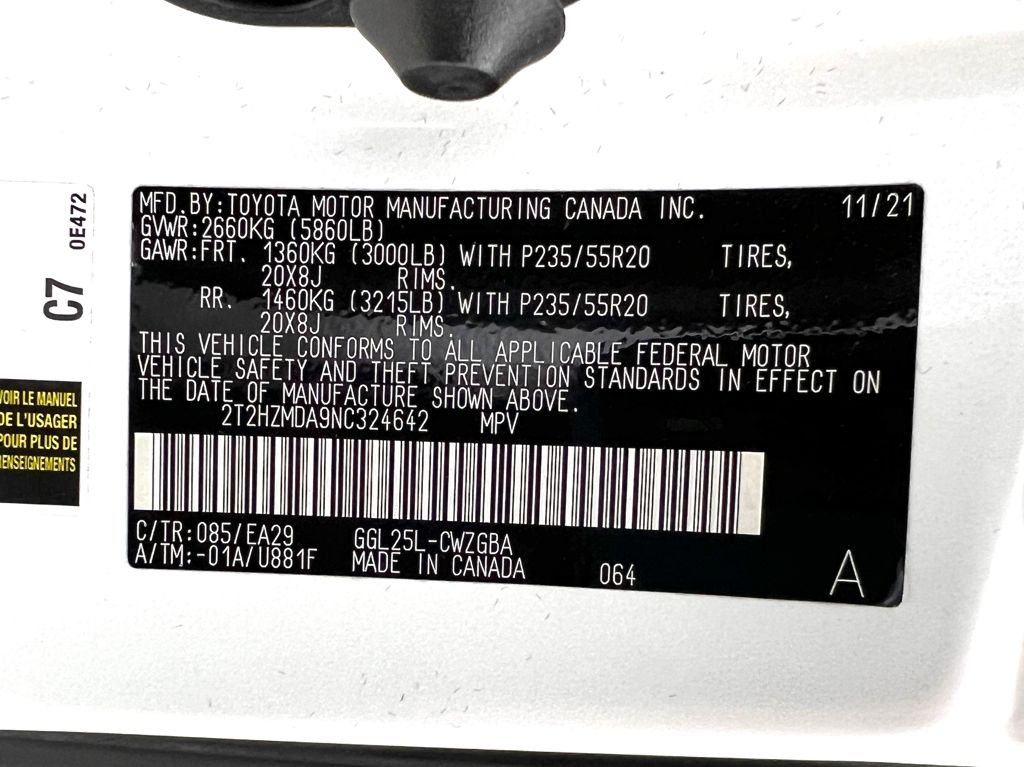 MFD.BY:TOYOTA MOTOR MANUFACTURING CANADA INC. 11/21
GVWR:2660KG (5860LB)
GAWR:FRT. 1360KG (3000LB) WITH P235/55R20 TIRES,
20X8J RIMS.
RR. 1460KG (3215LB) WITH P235/55R20 TIRES,
20X8J RIMS.
THIS VEHICLE CONFORMS TO ALL APPLICABLE FEDERAL MOTOR
VEHICLE SAFETY AND THEFT PREVENTION STANDARDS IN EFFECT ON
THE DATE OF MANUFACTURE SHOWN ABOVE.
2T2HZMDA9NC324642 MPV
C/TR:085/EA29 GGL25L-CWZGBA
A/TM:-01A/U881F MADE IN CANADA 064 A
C7 0E472
VOIR LE MANUEL
DE L'USAGER
POUR PLUS DE
RENSEIGNEMENTS